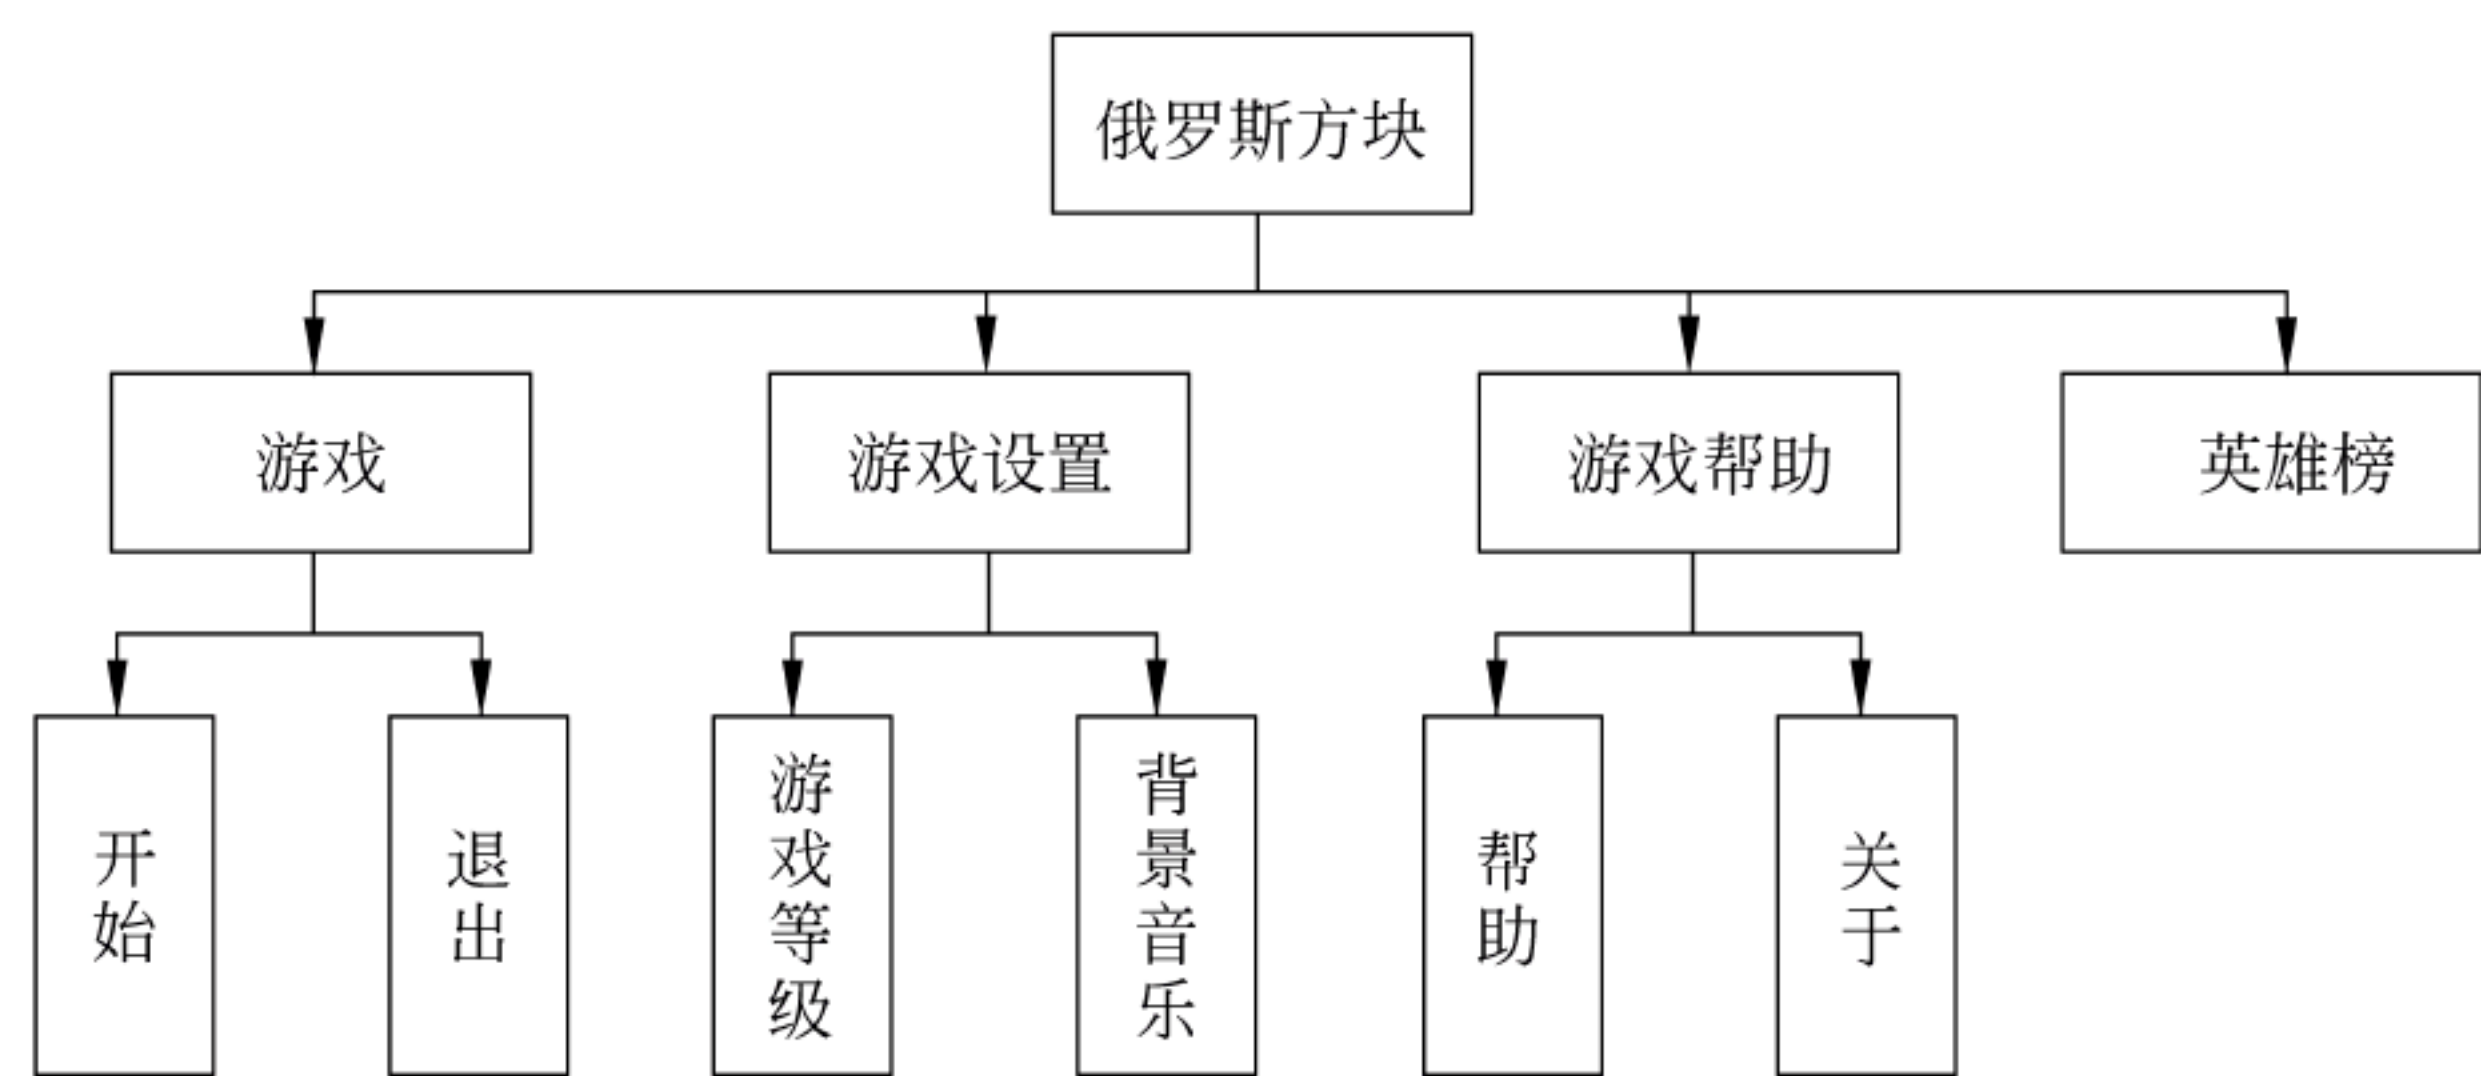 俄罗斯方块
游戏
游戏设置
游戏帮助
英雄榜
开始
退出
游戏等级
背景音乐
帮助
关于